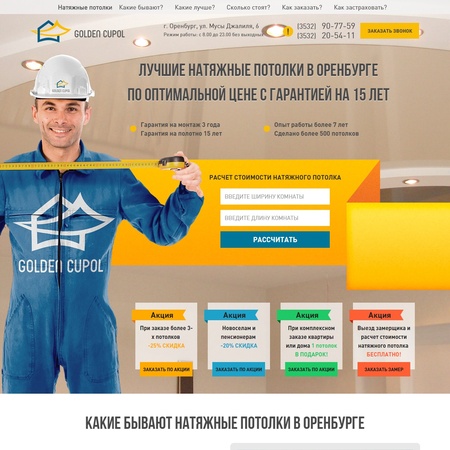 Натяжные потолки Какие бывают? Какие лучше? Сколько стоят? Как заказать? Как застраховать?
GOLDEN CUPOL
г. Оренбург, ул. Мусы Джалиля, 6
Режим работы: с 9.00 до 23.00 без выходных
(3532) 90-77-59
(3532) 20-54-11
ЗАКАЗАТЬ ЗВОНОК
ЛУЧШИЕ НАТЯЖНЫЕ ПОТОЛКИ В ОРЕНБУРГЕ
ПО ОПТИМАЛЬНОЙ ЦЕНЕ С ГАРАНТИЕЙ НА 15 ЛЕТ
Гарантия на монтаж 3 года
Гарантия на полотно 15 лет
Опыт работы более 7 лет
Сделано более 500 потолков
РАСЧЕТ СТОИМОСТИ НАТЯЖНОГО ПОТОЛКА
ВВЕДИТЕ ШИРИНУ КОМНАТЫ
ВВЕДИТЕ ДЛИНУ КОМНАТЫ
РАССЧИТАТЬ
GOLDEN CUPOL
Акция
При заказе более 3-
х потолков
-25% СКИДКА
ЗАКАЗАТЬ ПО АКЦИИ
Акция
Новоселам и
пенсионерам
-20% СКИДКА
ЗАКАЗАТЬ ПО АКЦИИ
Акция
При комплексном
заказе квартиры
или дома 1 потолок
В ПОДАРОК!
ЗАКАЗАТЬ ПО АКЦИИ
Акция
Выезд замерщика и
расчет стоимости
натяжного потолка
БЕСПЛАТНО!
ЗАКАЗАТЬ ЗАМЕР
КАКИЕ БЫВАЮТ НАТЯЖНЫЕ ПОТОЛКИ В ОРЕНБУРГЕ